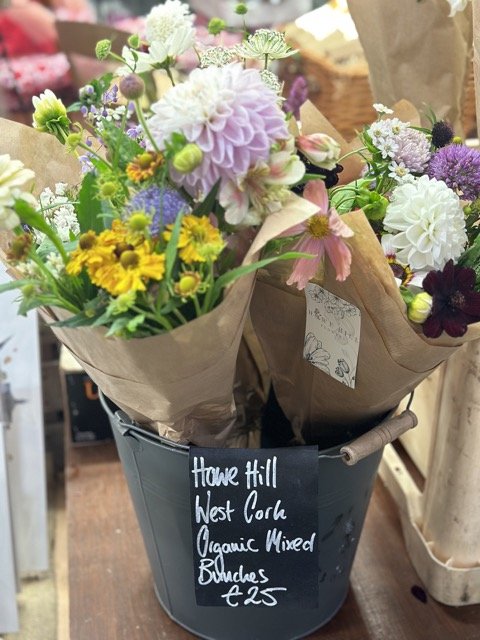 Howe Hill
West Cork
Organic Mixed
Bunches
€25